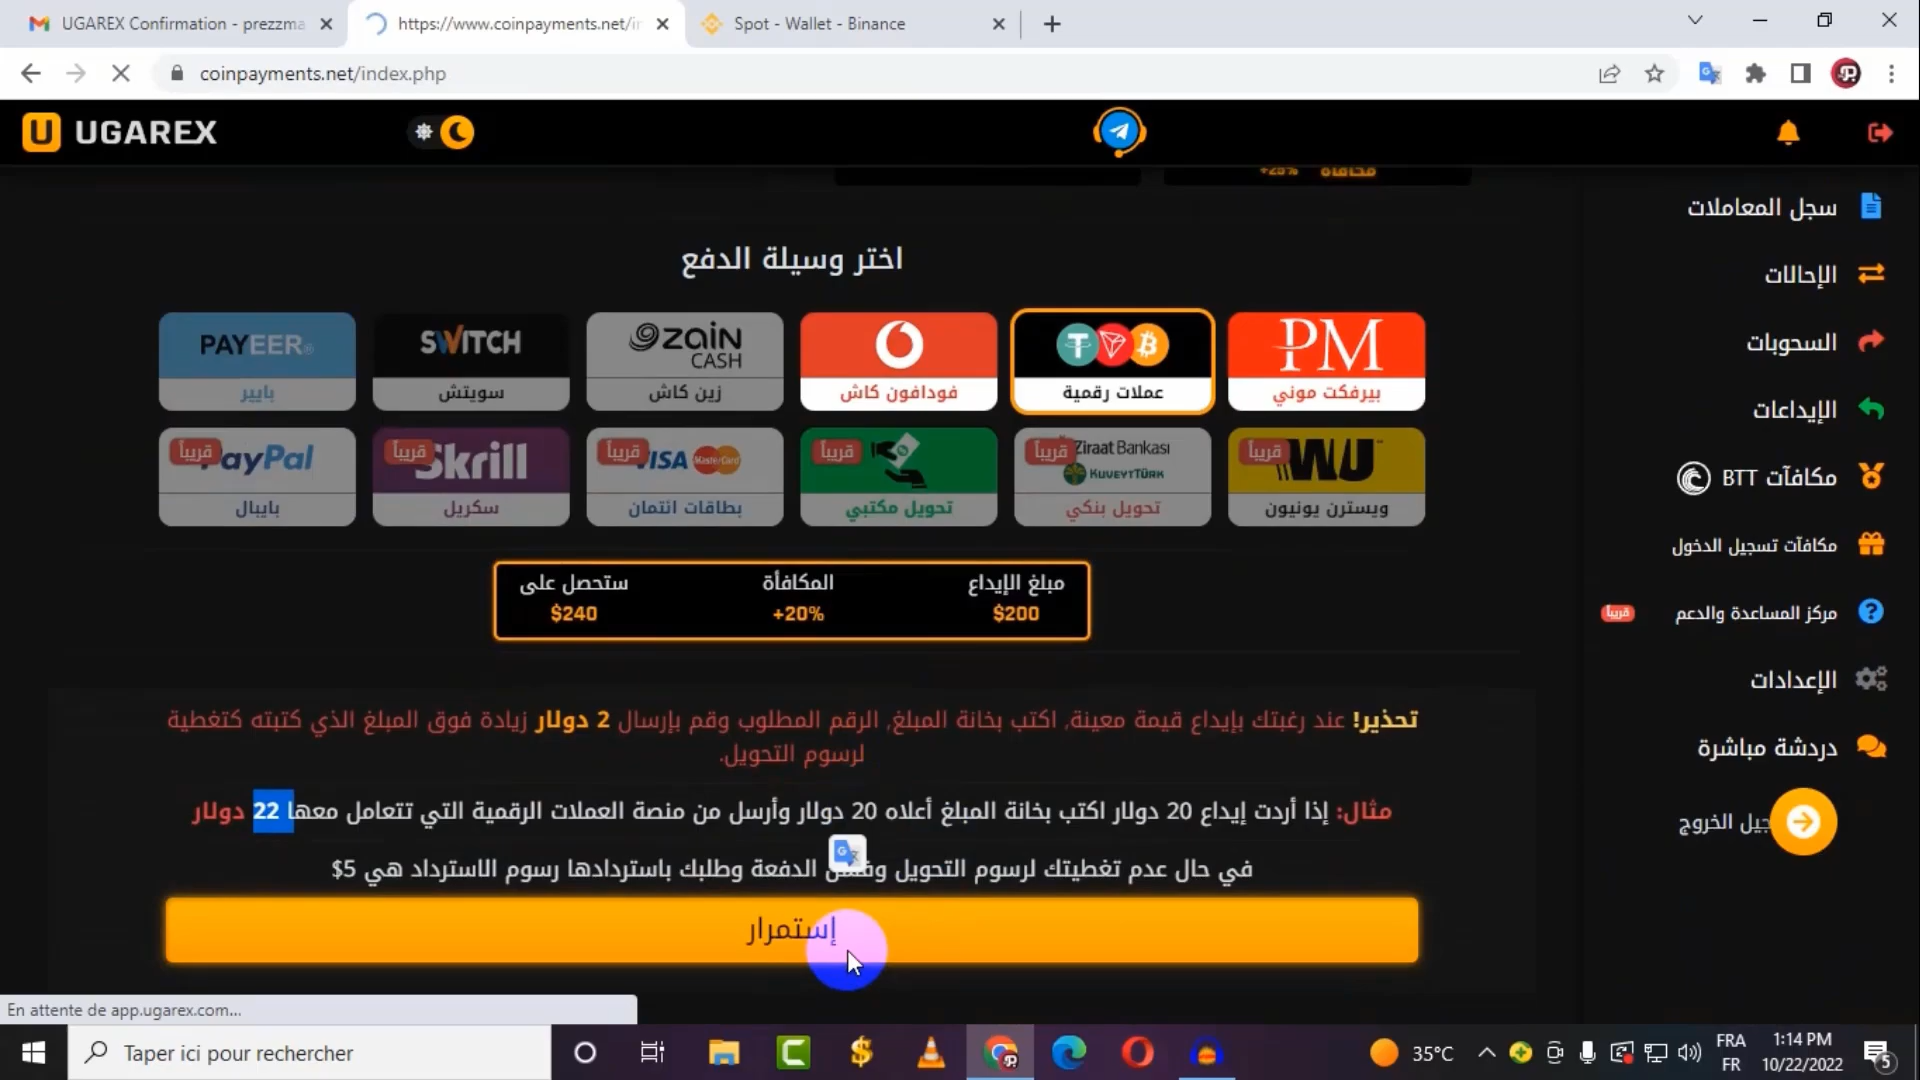 UGAREX Confirmation - prezzma
https://www.coinpayments.net/in
Spot - Wallet - Binance
coinpayments.net/index.php
UGAREX
+25% مكافأة
سجل المعاملات
الإحالات
السحوبات
الإيداعات
مكافآت BTT
مكافآت تسجيل الدخول
مركز المساعدة والدعم
قريباً
الإعدادات
دردشة مباشرة
جيل الخروج
اختر وسيلة الدفع
PM
بيرفكت موني
عملات رقمية
فودافون كاش
zain CASH
زين كاش
SWITCH
سويتش
PAYEER
بايير
قريباً WU
ويسترن يونيون
قريباً Ziraat Bankası
KUVEYT TÜRK
تحويل بنكي
قريباً
تحويل مكتبي
قريباً VISA MasterCard
بطاقات ائتمان
قريباً Skrill
سكريل
قريباً PayPal
بايبال
مبلغ الإيداع المكافأة ستحصل على
$200 +20% $240
تحذير! عند رغبتك بإيداع قيمة معينة, اكتب بخانة المبلغ, الرقم المطلوب وقم بإرسال 2 دولار زيادة فوق المبلغ الذي كتبته كتغطية
لرسوم التحويل.
مثال: إذا أردت إيداع 20 دولار اكتب بخانة المبلغ أعلاه 20 دولار وأرسل من منصة العملات الرقمية التي تتعامل معها 22 دولار
في حال عدم تغطيتك لرسوم التحويل الدفعة وطلبك باستردادها رسوم الاسترداد هي 5$
إستمرار
En attente de app.ugarex.com...
Taper ici pour rechercher
35°C
FRA
FR
1:14 PM
10/22/2022
5